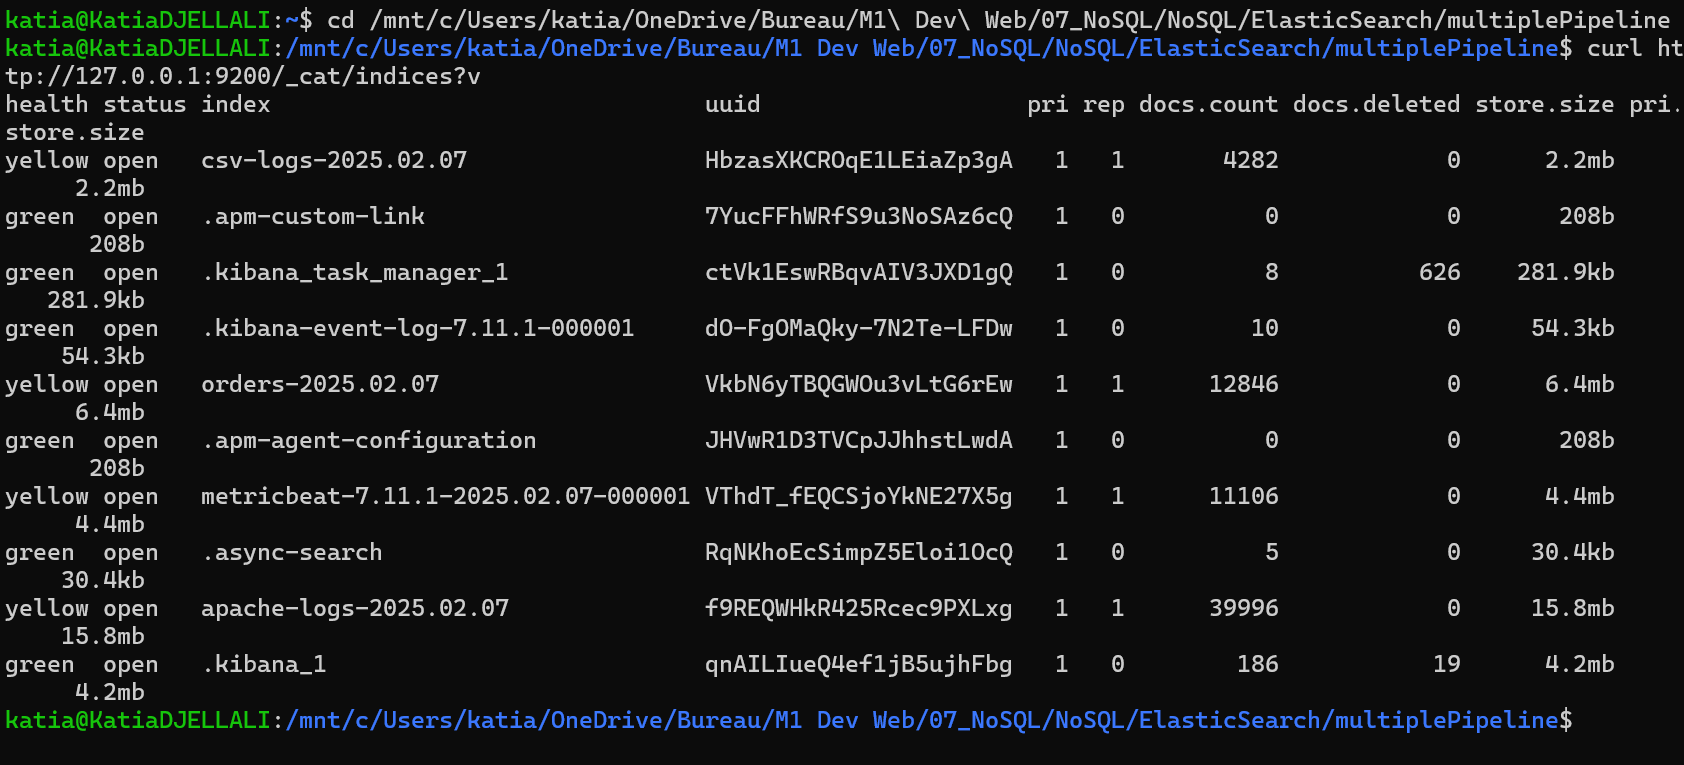 katia@KatiaDJELLALI:~$ cd /mnt/c/Users/katia/OneDrive/Bureau/M1\ Dev\ Web/07_NoSQL/NoSQL/ElasticSearch/multiplePipeline
katia@KatiaDJELLALI:/mnt/c/Users/katia/OneDrive/Bureau/M1 Dev Web/07_NoSQL/NoSQL/ElasticSearch/multiplePipeline$ curl ht
tp://127.0.0.1:9200/_cat/indices?v
health status index                               uuid                   pri rep docs.count docs.deleted store.size pri.
store.size
yellow open   csv-logs-2025.02.07                 HbzasXKCROqE1LEiaZp3gA   1   1       4282            0      2.2mb
     2.2mb
green  open   .apm-custom-link                    7YucFFhWRfS9u3NoSAz6cQ   1   0          0            0       208b
      208b
green  open   .kibana_task_manager_1              ctVk1EswRBqvAIV3JXD1gQ   1   0          8          626    281.9kb
   281.9kb
green  open   .kibana-event-log-7.11.1-000001     dO-FgOMaQky-7N2Te-LFDw   1   0         10            0     54.3kb
    54.3kb
yellow open   orders-2025.02.07                   VkbN6yTBQGWOu3vLtG6rEw   1   1      12846            0      6.4mb
     6.4mb
green  open   .apm-agent-configuration            JHVwR1D3TVCpJJhhstLwdA   1   0          0            0       208b
      208b
yellow open   metricbeat-7.11.1-2025.02.07-000001 VThdT_fEQCSjoYkNE27X5g   1   1      11106            0      4.4mb
     4.4mb
green  open   .async-search                       RqNKhoEcSimpZ5Eloi1OcQ   1   0          5            0     30.4kb
    30.4kb
yellow open   apache-logs-2025.02.07              f9REQWHkR425Rcec9PXLxg   1   1      39996            0     15.8mb
    15.8mb
green  open   .kibana_1                           qnAILIueQ4ef1jB5ujhFbg   1   0        186           19      4.2mb
     4.2mb
katia@KatiaDJELLALI:/mnt/c/Users/katia/OneDrive/Bureau/M1 Dev Web/07_NoSQL/NoSQL/ElasticSearch/multiplePipeline$